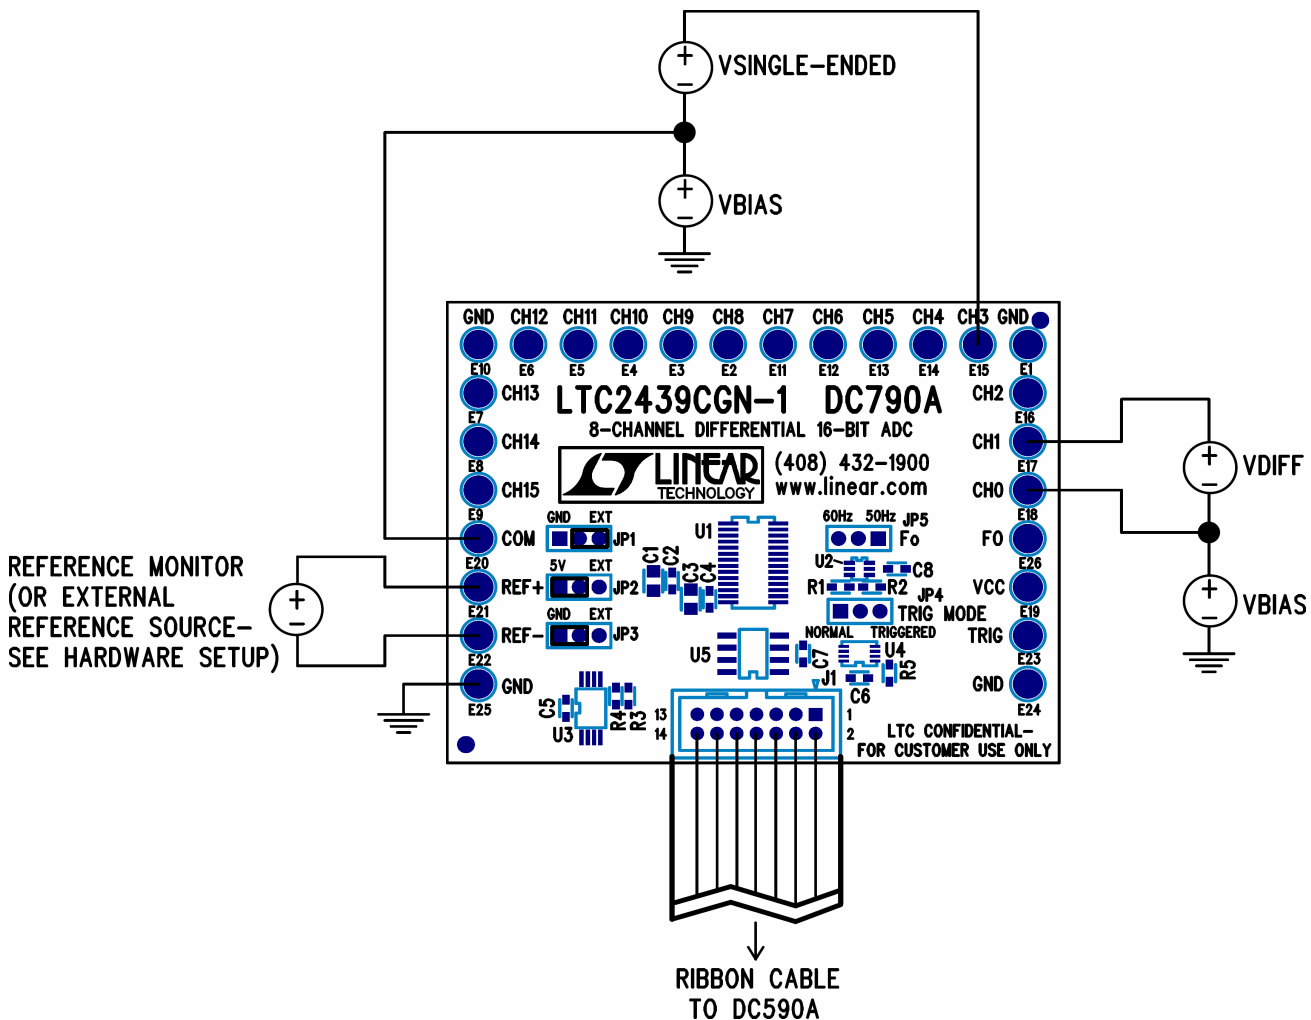 VSINGLE-ENDED
VBIAS
GND CH12 CH11 CH10 CH9 CH8 CH7 CH6 CH5 CH4 CH3 GND
E10 E6 E5 E4 E3 E2 E11 E12 E13 E14 E15 E1
CH13
E7
CH14
E8
CH15
E9
COM
E20
REF+
E21
REF-
E22
GND
E25
LTC2439CGN-1 DC790A
8-CHANNEL DIFFERENTIAL 16-BIT ADC
LINEAR
TECHNOLOGY
(408) 432-1900
www.linear.com
CH2
E16
CH1
E17
CH0
E18
FO
E26
VCC
E19
TRIG
E23
GND
E24
VDIFF
VBIAS
REFERENCE MONITOR
(OR EXTERNAL
REFERENCE SOURCE-
SEE HARDWARE SETUP)
GND EXT
JP1
5V EXT
JP2
GND EXT
JP3
C1
C2
C3
C4
U1
60Hz 50Hz JP5
Fo
U2
C8
R1 R2
JP4
TRIG MODE
NORMAL TRIGGERED
U5
C7
U4
R5
J1
C6
C5
U3
R4
R3
13 1
14 2
LTC CONFIDENTIAL-
FOR CUSTOMER USE ONLY
RIBBON CABLE
TO DC590A